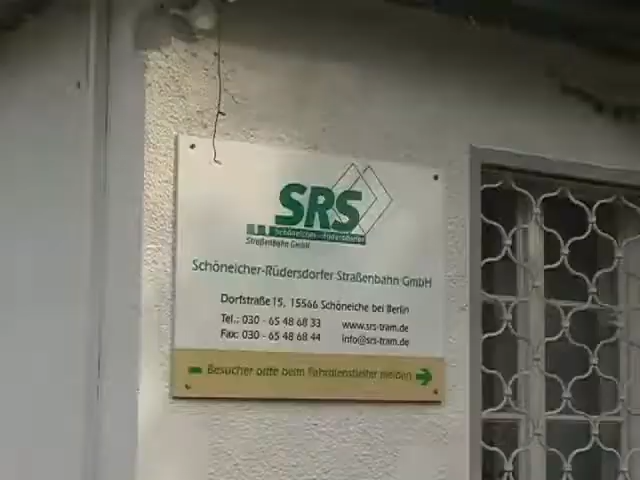 SRS
Schöneicher-Rüdersdorfer
Straßenbahn GmbH
Schöneicher-Rüdersdorfer Straßenbahn GmbH
Dorfstraße 15, 15566 Schöneiche bei Berlin
Tel.: 030 - 65 48 68 33 www.srs-tram.de
Fax: 030 - 65 48 68 44 info@srs-tram.de
Besucher bitte beim Fahrdienstleiter melden